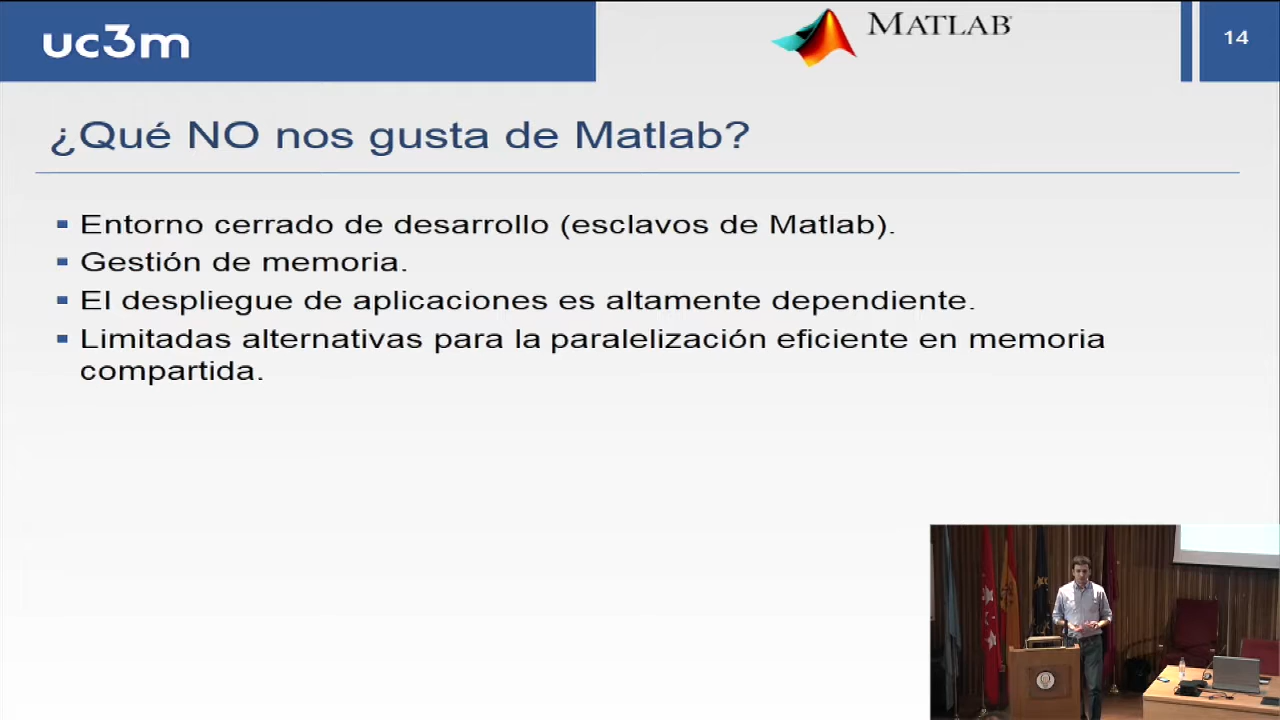 uc3m
MATLAB®
14
¿Qué NO nos gusta de Matlab?
Entorno cerrado de desarrollo (esclavos de Matlab).
Gestión de memoria.
El despliegue de aplicaciones es altamente dependiente.
Limitadas alternativas para la paralelización eficiente en memoria
compartida.